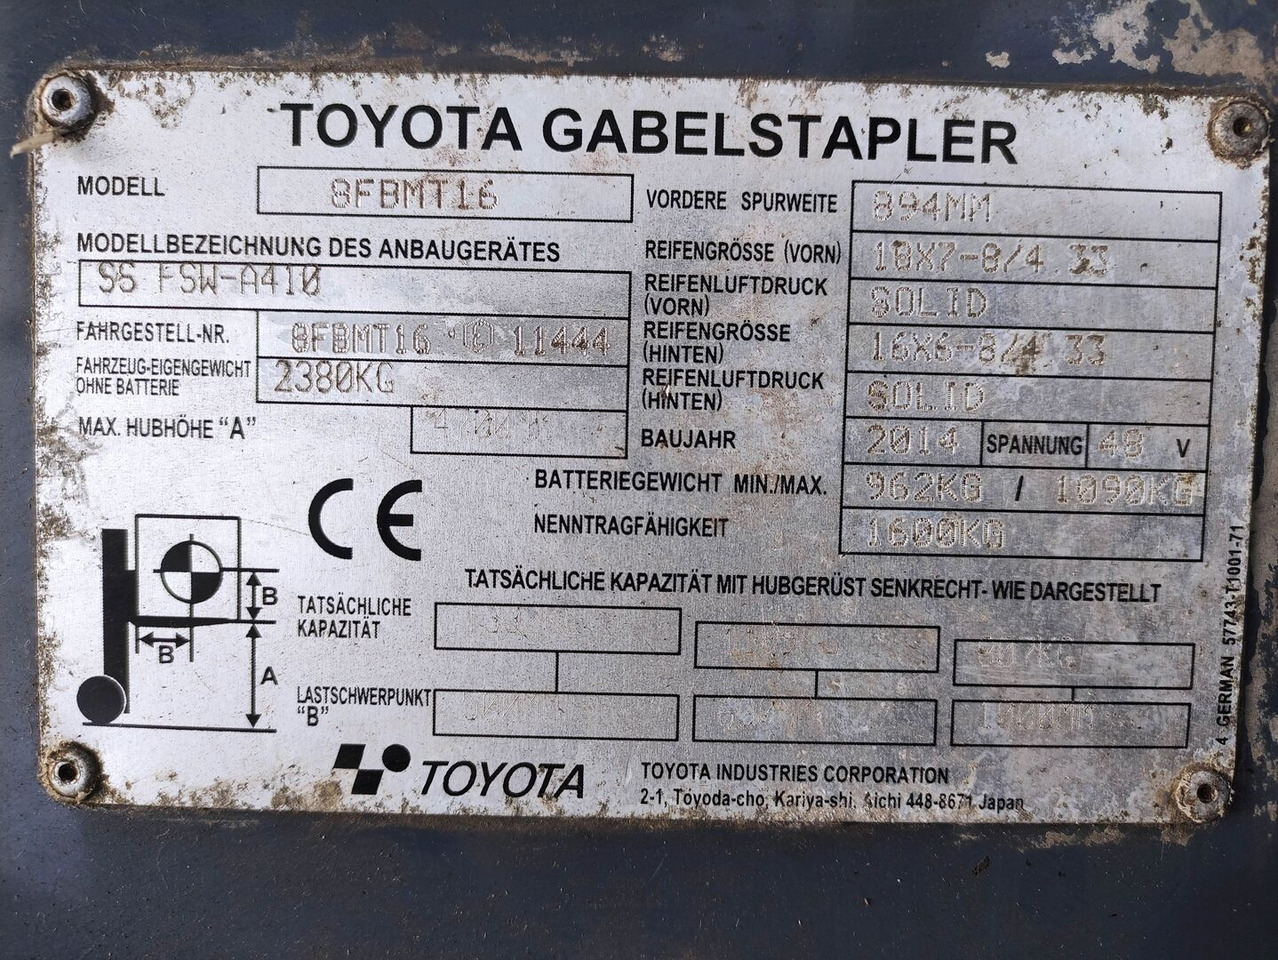 TOYOTA GABELSTAPLER
MODELL 8FBMT16
MODELLBEZEICHNUNG DES ANBAUGERÄTES
SS FSW-A410
FAHRGESTELL-NR. 8FBMT16 11444
FAHRZEUG-EIGENGEWICHT
OHNE BATTERIE 2380KG
MAX. HUBHÖHE "A"
VORDERE SPURWEITE 894MM
REIFENGRÖSSE (VORN) 18X7-8/4.33
REIFENLUFTDRUCK
(VORN) SOLID
REIFENGRÖSSE
(HINTEN) 16X6-8/4.33
REIFENLUFTDRUCK
(HINTEN) SOLID
BAUJAHR 2014 SPANNUNG 48 V
BATTERIEGEWICHT MIN./MAX. 962KG / 1090KG
NENNTRAGFÄHIGKEIT 1600KG
CE
TATSÄCHLICHE KAPAZITÄT MIT HUBGERÜST SENKRECHT- WIE DARGESTELLT
B
B
A
TATSÄCHLICHE
KAPAZITÄT
LASTSCHWERPUNKT
"B"
TOYOTA
TOYOTA INDUSTRIES CORPORATION
2-1, Toyoda-cho, Kariya-shi, Aichi 448-8671, Japan
4 GERMAN 57743-11001-71